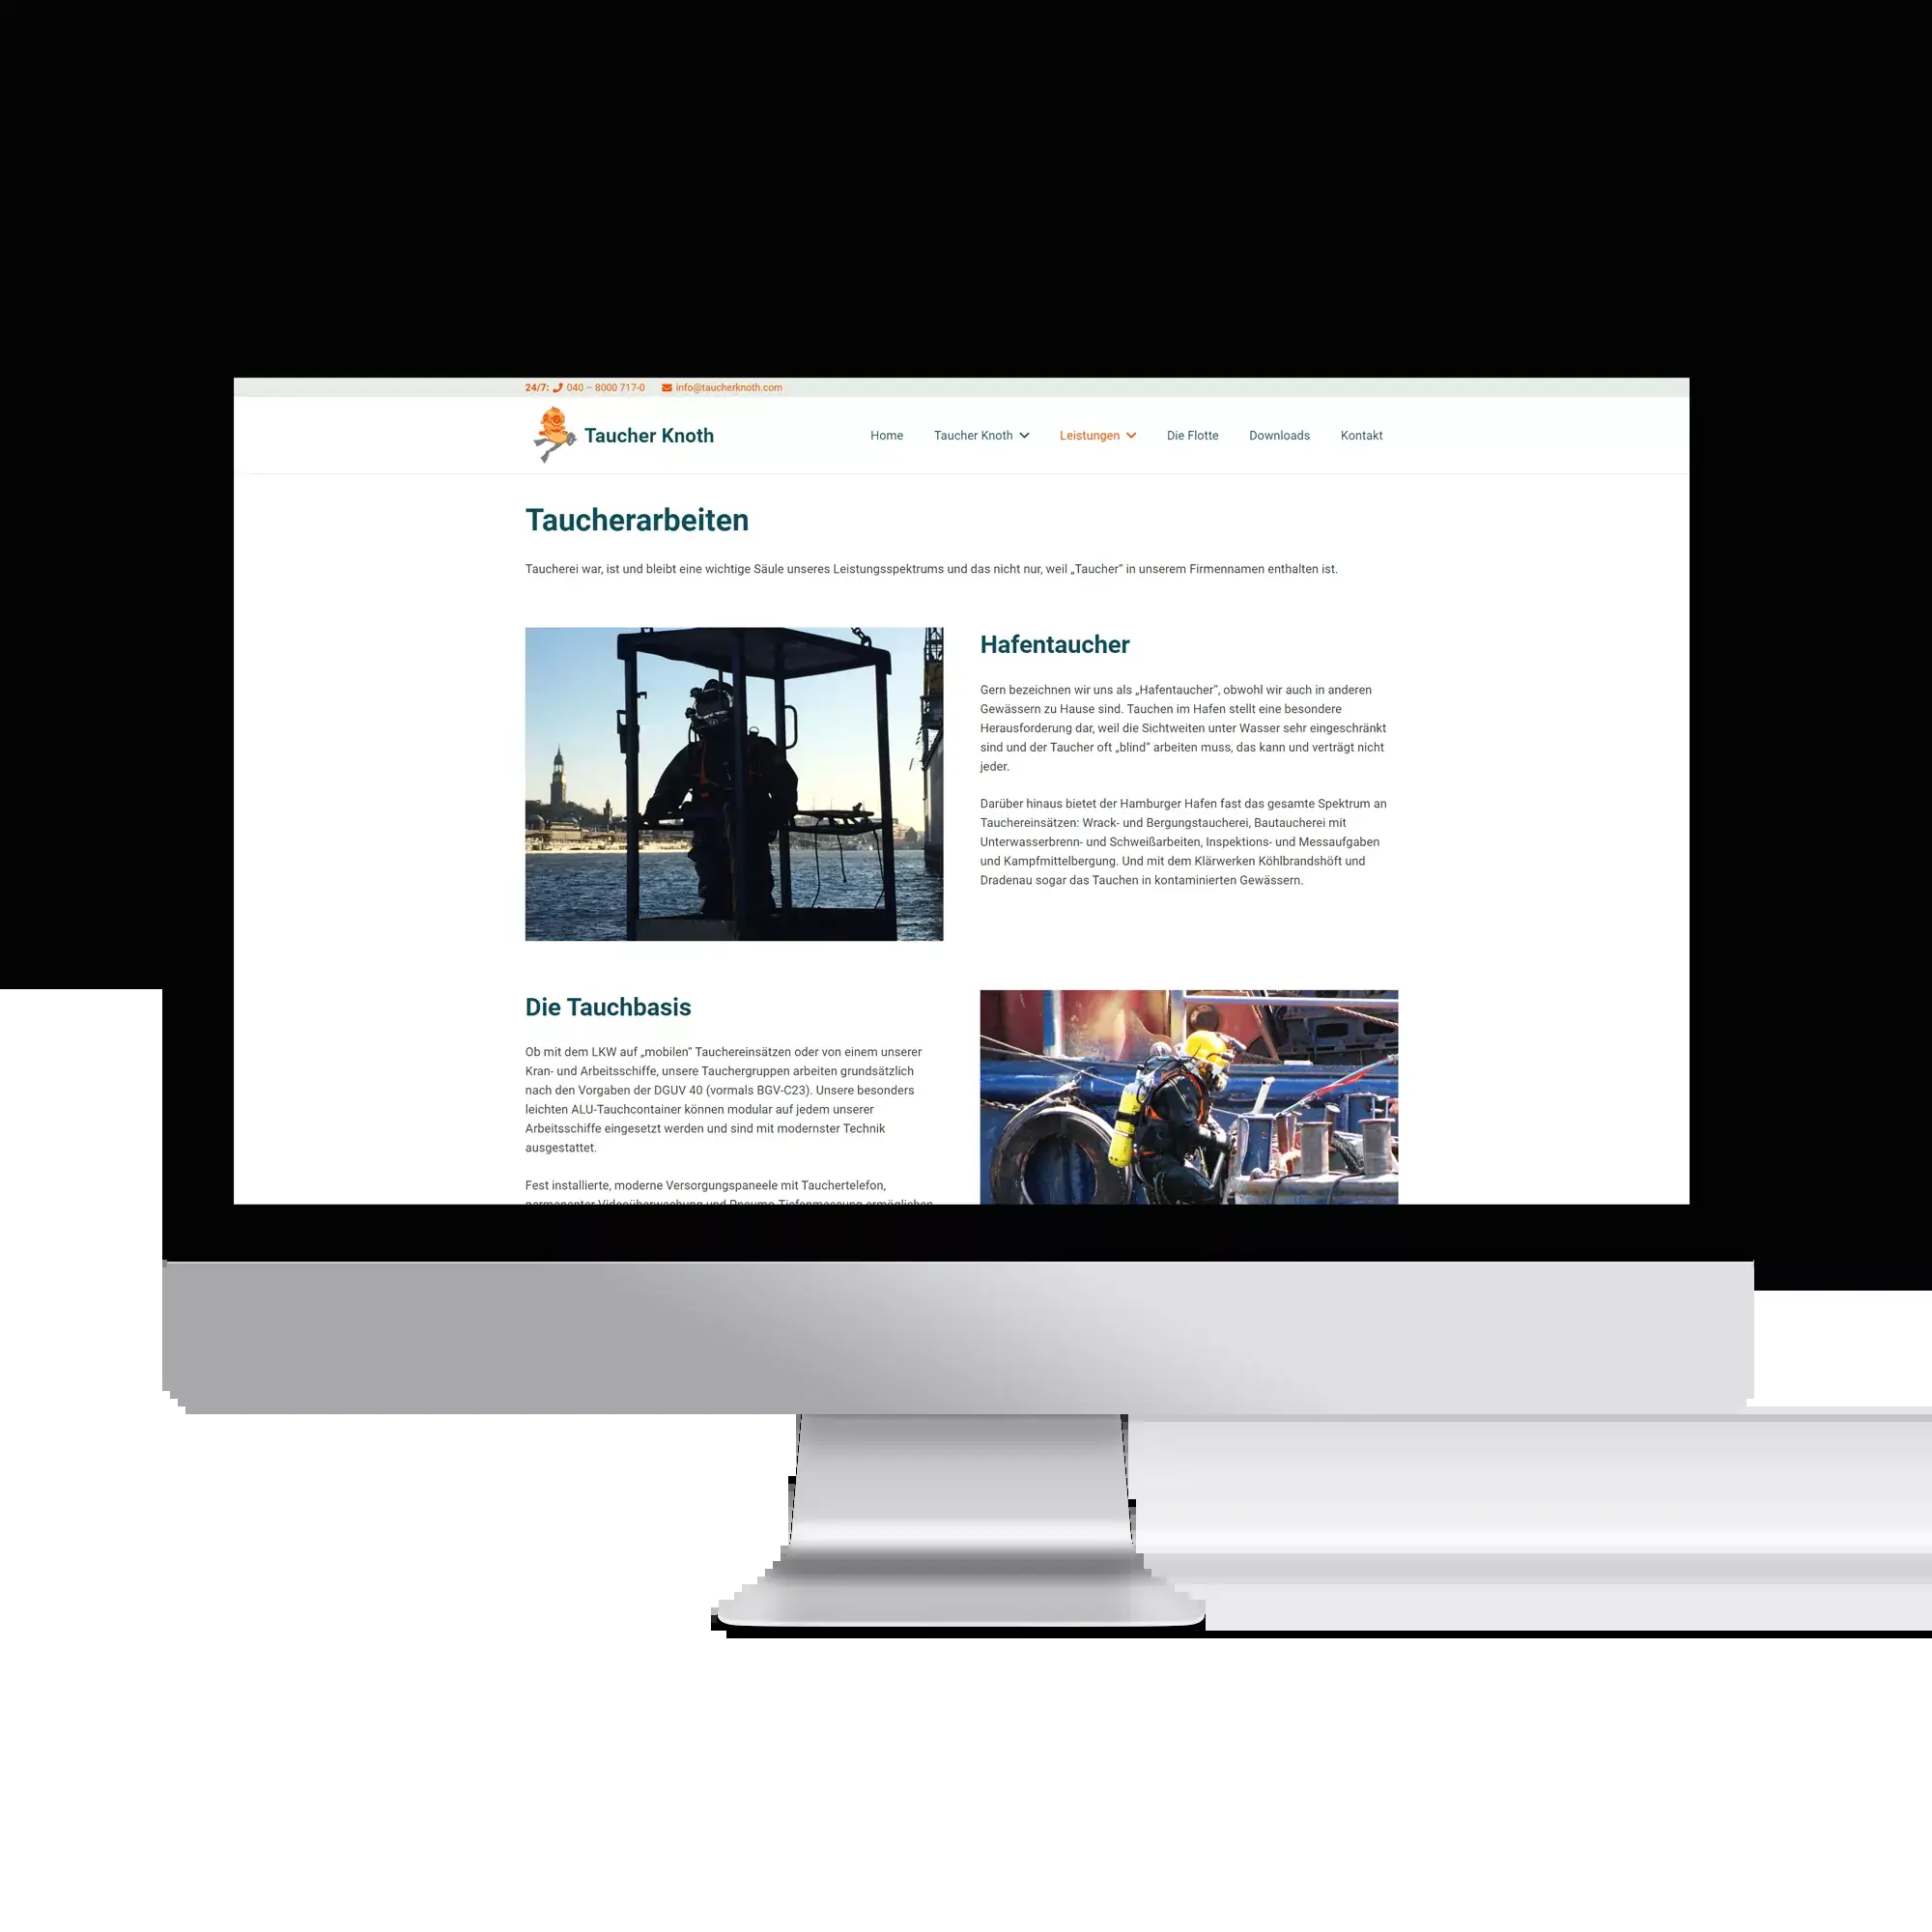 24/7: 040 – 8000 717-0 info@taucherknoth.com
Taucher Knoth
Home Taucher Knoth Leistungen Die Flotte Downloads Kontakt
Taucherarbeiten
Taucherei war, ist und bleibt eine wichtige Säule unseres Leistungsspektrums und das nicht nur, weil „Taucher“ in unserem Firmennamen enthalten ist.
Hafentaucher
Gern bezeichnen wir uns als „Hafentaucher“, obwohl wir auch in anderen
Gewässern zu Hause sind. Tauchen im Hafen stellt eine besondere
Herausforderung dar, weil die Sichtweiten unter Wasser sehr eingeschränkt
sind und der Taucher oft „blind“ arbeiten muss, das kann und verträgt nicht
jeder.
Darüber hinaus bietet der Hamburger Hafen fast das gesamte Spektrum an
Tauchereinsätzen: Wrack- und Bergungstaucherei, Bautaucherei mit
Unterwasserbrenn- und Schweißarbeiten, Inspektions- und Messaufgaben
und Kampfmittelbergung. Und mit dem Klärwerken Köhlbrandshöft und
Dradenau sogar das Tauchen in kontaminierten Gewässern.
Die Tauchbasis
Ob mit dem LKW auf „mobilen“ Tauchereinsätzen oder von einem unserer
Kran- und Arbeitsschiffe, unsere Tauchergruppen arbeiten grundsätzlich
nach den Vorgaben der DGUV 40 (vormals BGV-C23). Unsere besonders
leichten ALU-Tauchcontainer können modular auf jedem unserer
Arbeitsschiffe eingesetzt werden und sind mit modernster Technik
ausgestattet.
Fest installierte, moderne Versorgungspaneele mit Tauchertelefon,
permanenter Videoüberwachung und Pneumo-Tiefenmessung ermöglichen